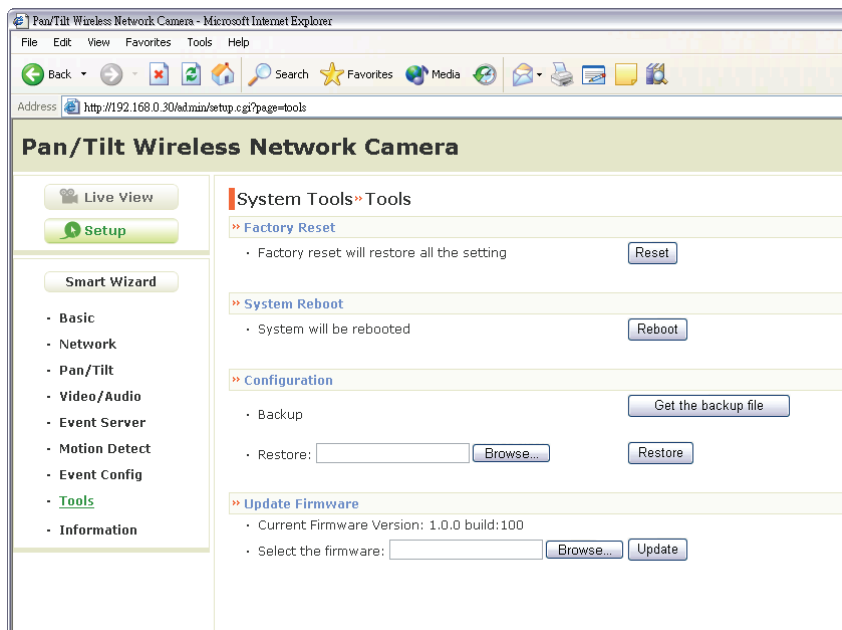 Pan/Tilt Wireless Network Camera - Microsoft Internet Explorer
File Edit View Favorites Tools Help
Back Search Favorites Media
Address http://192.168.0.30/admin/setup.cgi?page=tools
Pan/Tilt Wireless Network Camera
Live View
Setup
Smart Wizard
· Basic
· Network
· Pan/Tilt
· Video/Audio
· Event Server
· Motion Detect
· Event Config
· Tools
· Information
System Tools»Tools
» Factory Reset
· Factory reset will restore all the setting Reset
» System Reboot
· System will be rebooted Reboot
» Configuration
· Backup Get the backup file
· Restore: Browse... Restore
» Update Firmware
· Current Firmware Version: 1.0.0 build:100
· Select the firmware: Browse... Update